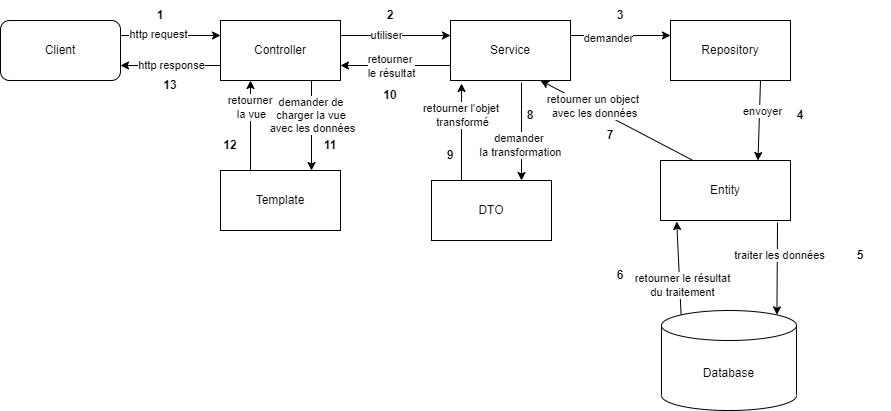 1
2
3
Client
http request
Controller
utiliser
Service
demander
Repository
http response
13
retourner
le résultat
10
retourner
la vue
12
demander de
charger la vue
avec les données
11
retourner l'objet
transformé
9
8
demander
la transformation
retourner un object
avec les données
7
envoyer
4
Template
DTO
Entity
traiter les données
5
6
retourner le résultat
du traitement
Database